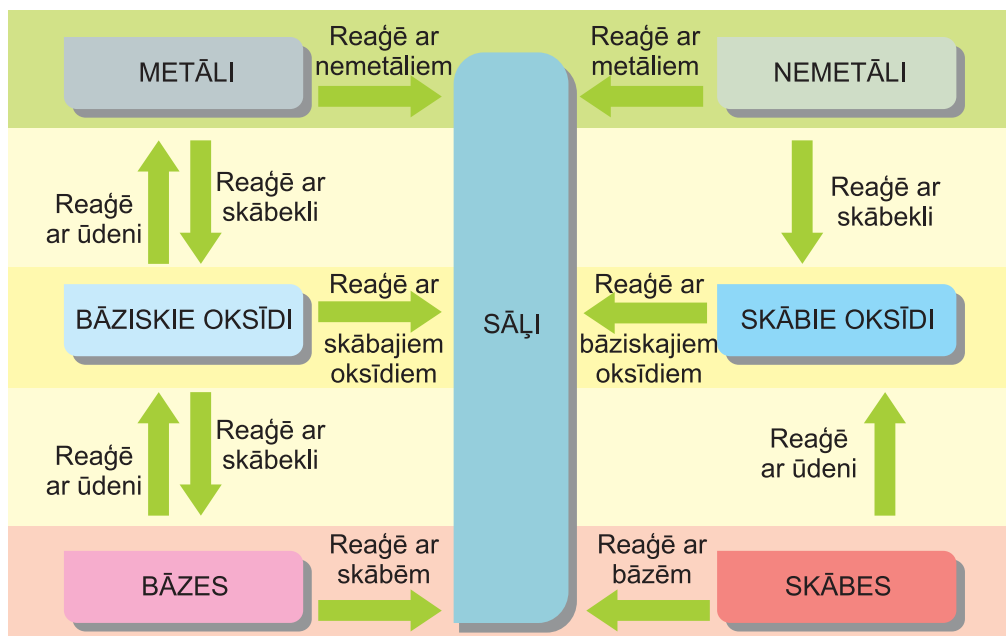 METĀLI
Reaģē ar
nemetāliem
Reaģē ar
metāliem
NEMETĀLI
Reaģē
ar ūdeni
Reaģē ar
skābekli
Reaģē ar
skābekli
BĀZISKIE OKSĪDI
Reaģē ar
skābajiem
oksīdiem
SĀĻI
Reaģē ar
bāziskajiem
oksīdiem
SKĀBIE OKSĪDI
Reaģē
ar ūdeni
Reaģē ar
skābekli
Reaģē
ar ūdeni
BĀZES
Reaģē ar
skābēm
Reaģē ar
bāzēm
SKĀBES